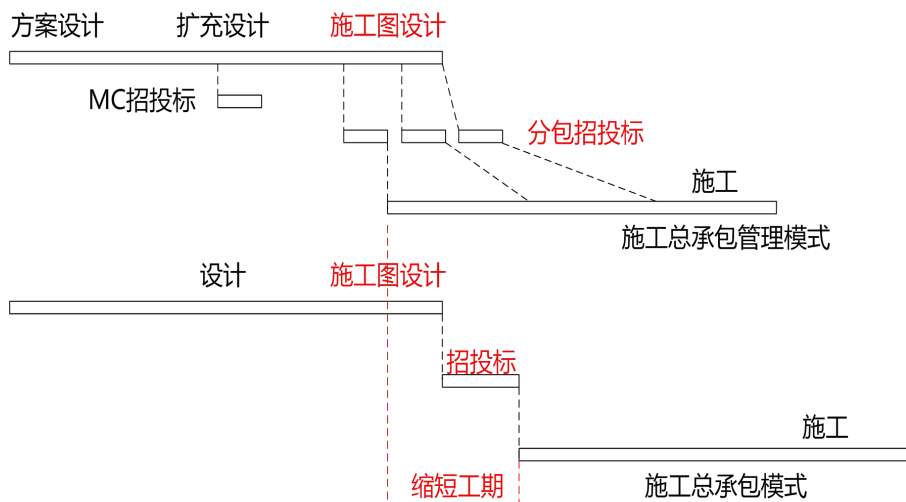 方案设计 扩充设计 施工图设计
MC招投标
分包招投标
施工
施工总承包管理模式
设计 施工图设计
招投标
施工
缩短工期 施工总承包模式